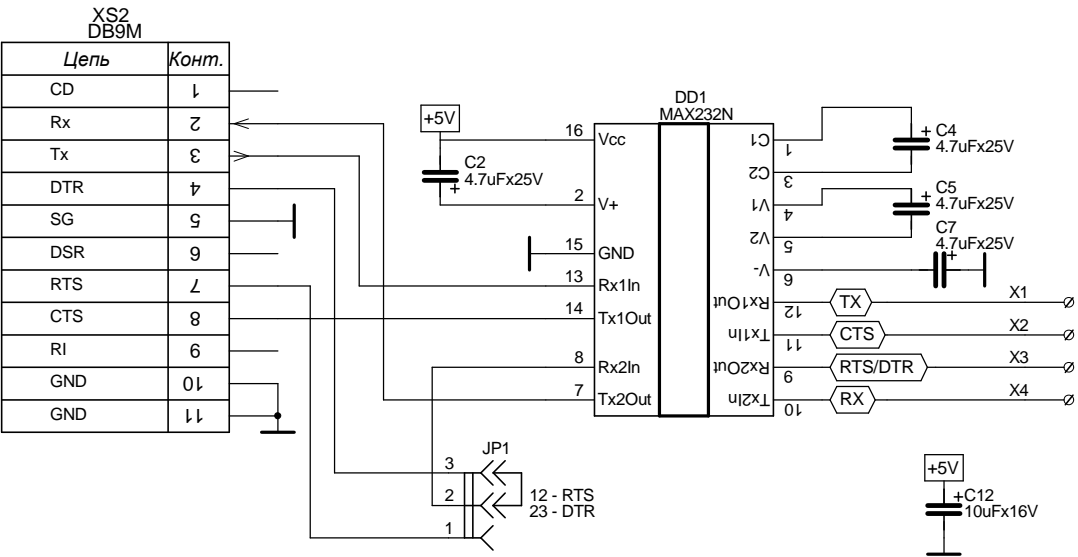 XS2
DB9M
Цепь Конт.
CD 1
Rx 2
Tx 3
DTR 4
SG 5
DSR 6
RTS 7
CTS 8
RI 9
GND 10
GND 11
+5V
C2
4.7uFx25V
+
DD1
MAX232N
16 Vcc
2 V+
15 GND
13 Rx1In
14 Tx1Out
8 Rx2In
7 Tx2Out
C1 1
C2 3
V1 4
V2 5
V- 6
Rx1Out 12
Tx1In 11
Rx2Out 9
Tx2In 10
+ C4
4.7uFx25V
+ C5
4.7uFx25V
C7
4.7uFx25V
+
TX X1
CTS X2
RTS/DTR X3
RX X4
JP1
3
2
1
12 - RTS
23 - DTR
+5V
+ C12
10uFx16V